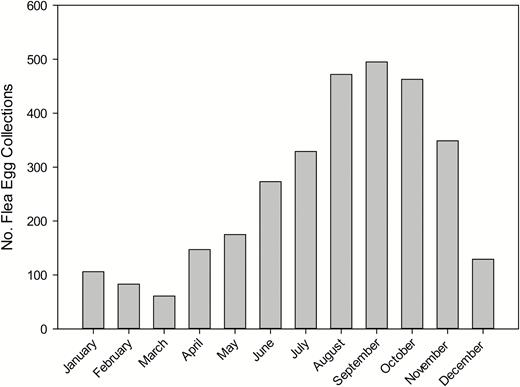 600
500
400
300
200
100
0
No. Flea Egg Collections
January
February
March
April
May
June
July
August
September
October
November
December